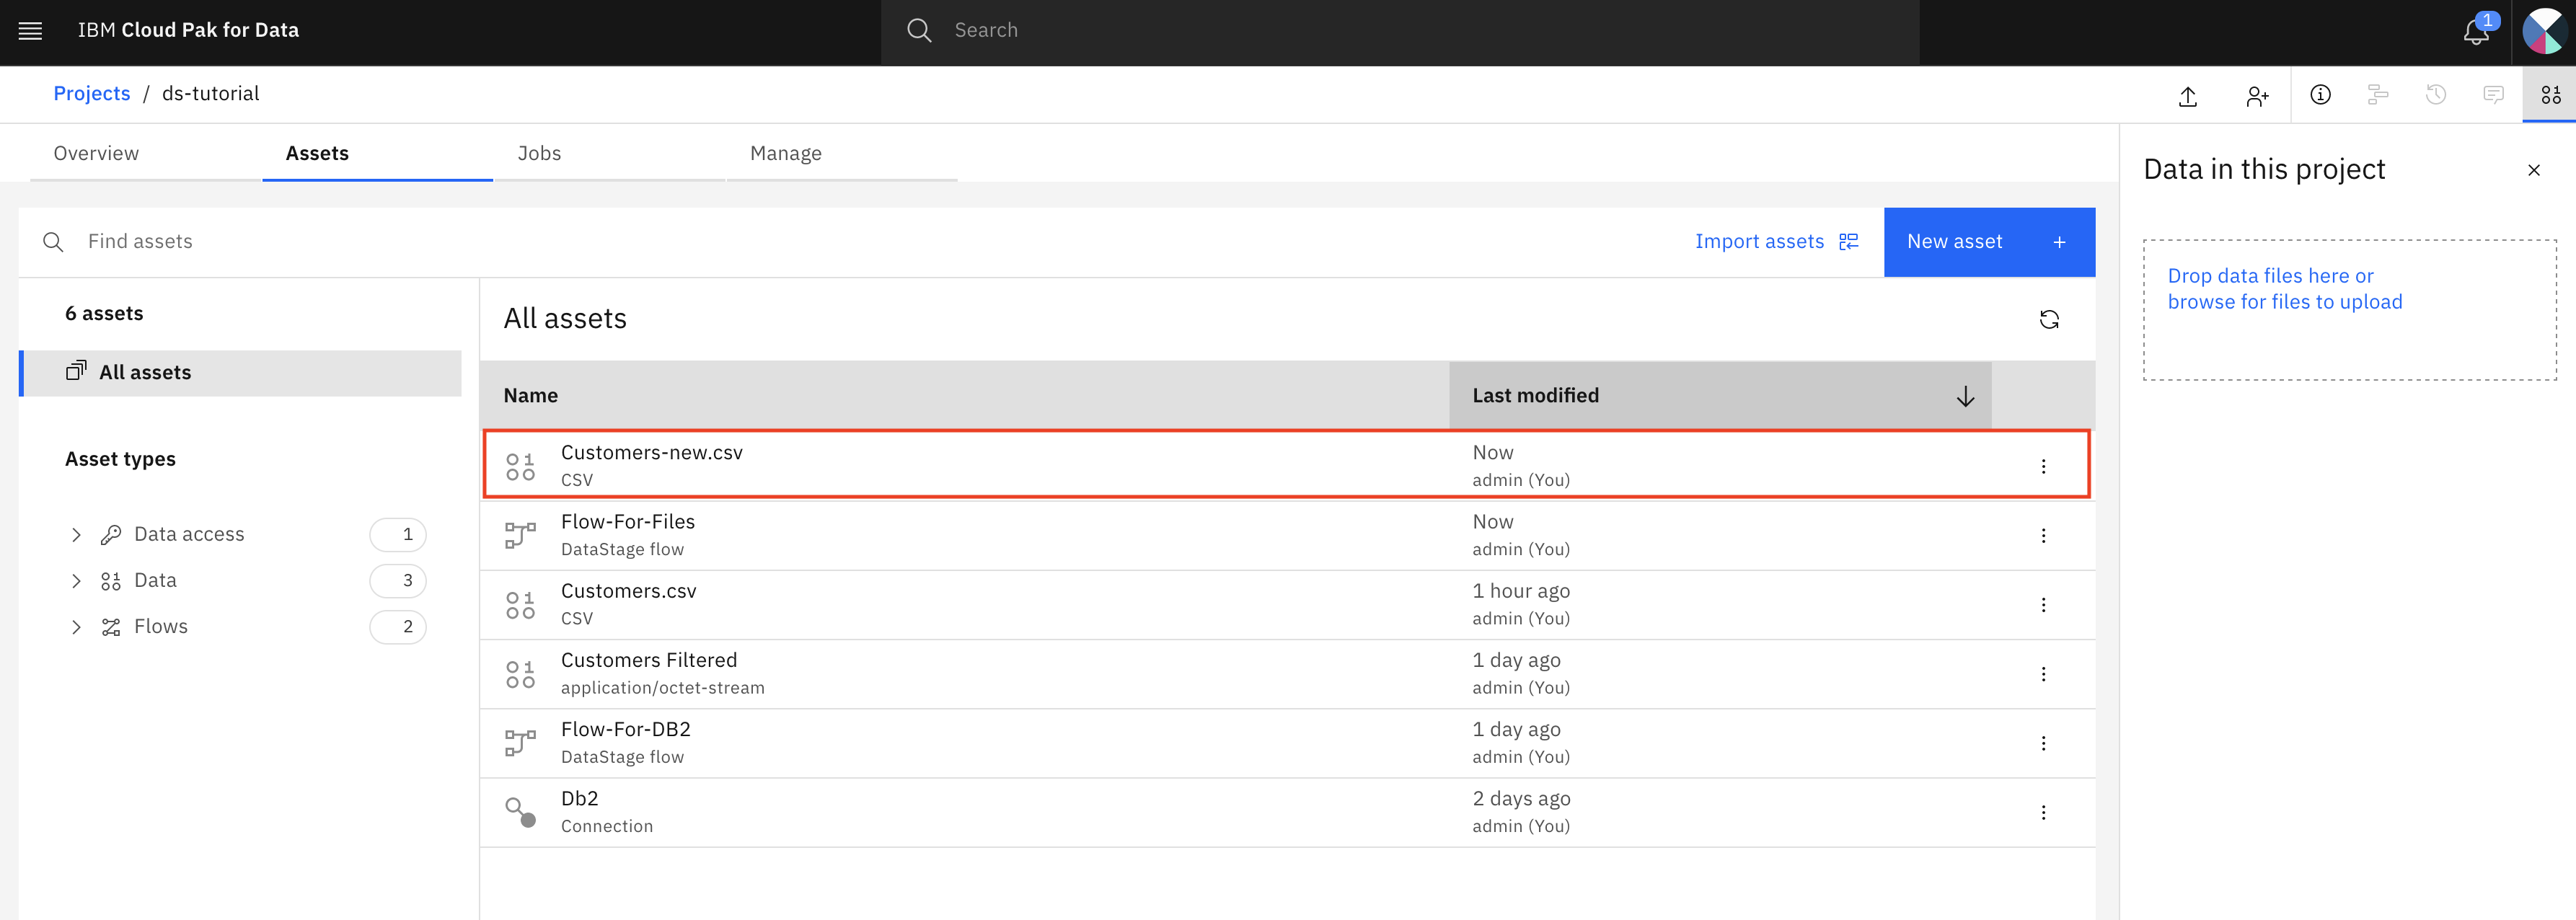 IBM Cloud Pak for Data
Search
1
Projects / ds-tutorial
Overview
Assets
Jobs
Manage
Data in this project
Drop data files here or
browse for files to upload
Find assets
Import assets
New asset +
6 assets
All assets
Asset types
Data access 1
Data 3
Flows 2
All assets
Name Last modified
Customers-new.csv Now
CSV admin (You)
Flow-For-Files Now
DataStage flow admin (You)
Customers.csv 1 hour ago
CSV admin (You)
Customers Filtered 1 day ago
application/octet-stream admin (You)
Flow-For-DB2 1 day ago
DataStage flow admin (You)
Db2 2 days ago
Connection admin (You)